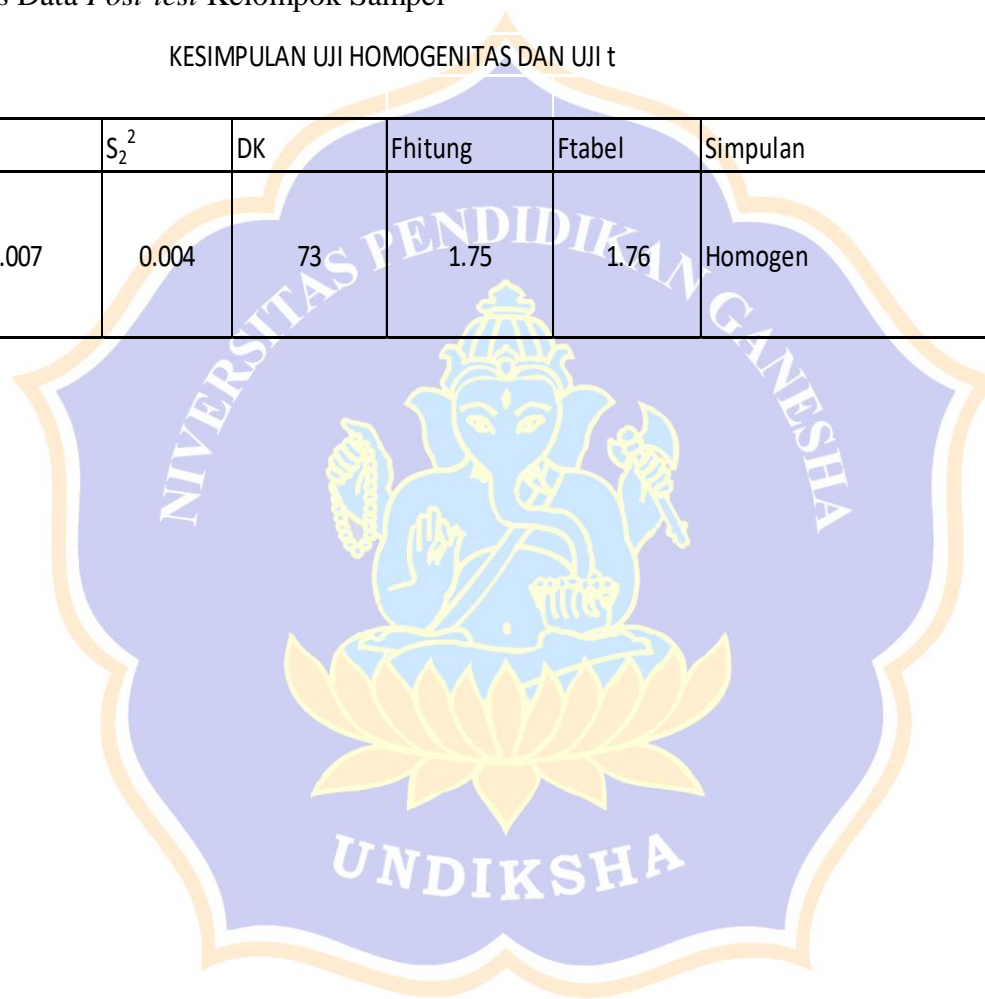 s Data Post-test Kelompok Sampel
KESIMPULAN UJI HOMOGENITAS DAN UJI t
S₂² DK Fhitung Ftabel Simpulan
.007 0.004 73 1.75 1.76 Homogen
NIVERSITAS PENDIDIKAN GANESHA
UNDIKSHA